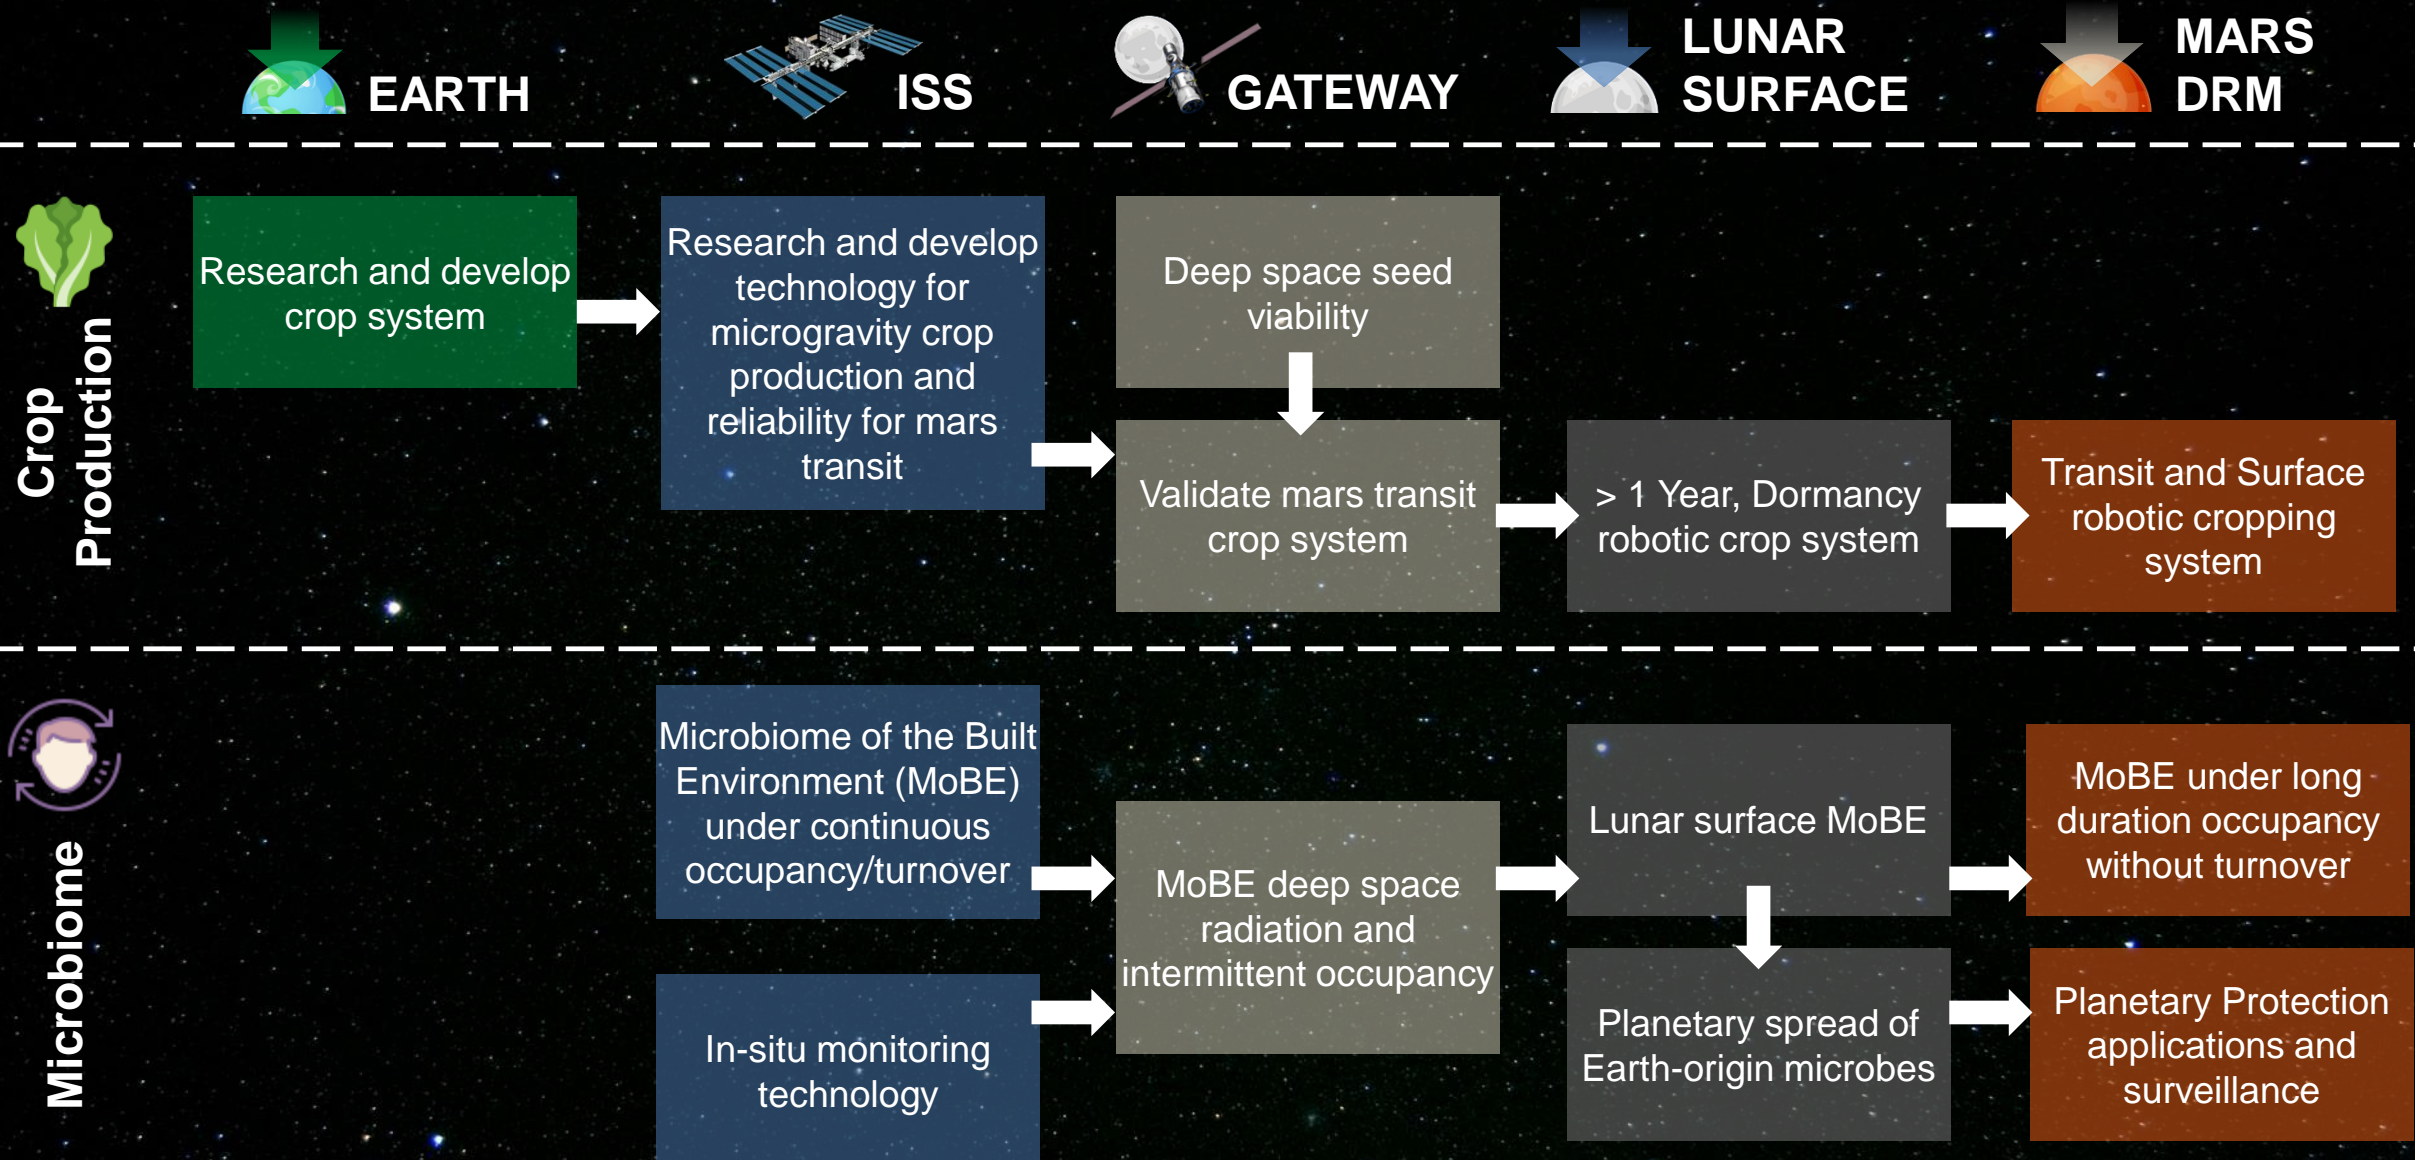 EARTH
ISS
GATEWAY
LUNAR
SURFACE
MARS
DRM
Crop
Production
Research and develop
crop system
Research and develop
technology for
microgravity crop
production and
reliability for mars
transit
Deep space seed
viability
Validate mars transit
crop system
> 1 Year, Dormancy
robotic crop system
Transit and Surface
robotic cropping
system
Microbiome
Microbiome of the Built
Environment (MoBE)
under continuous
occupancy/turnover
In-situ monitoring
technology
MoBE deep space
radiation and
intermittent occupancy
Lunar surface MoBE
Planetary spread of
Earth-origin microbes
MoBE under long
duration occupancy
without turnover
Planetary Protection
applications and
surveillance